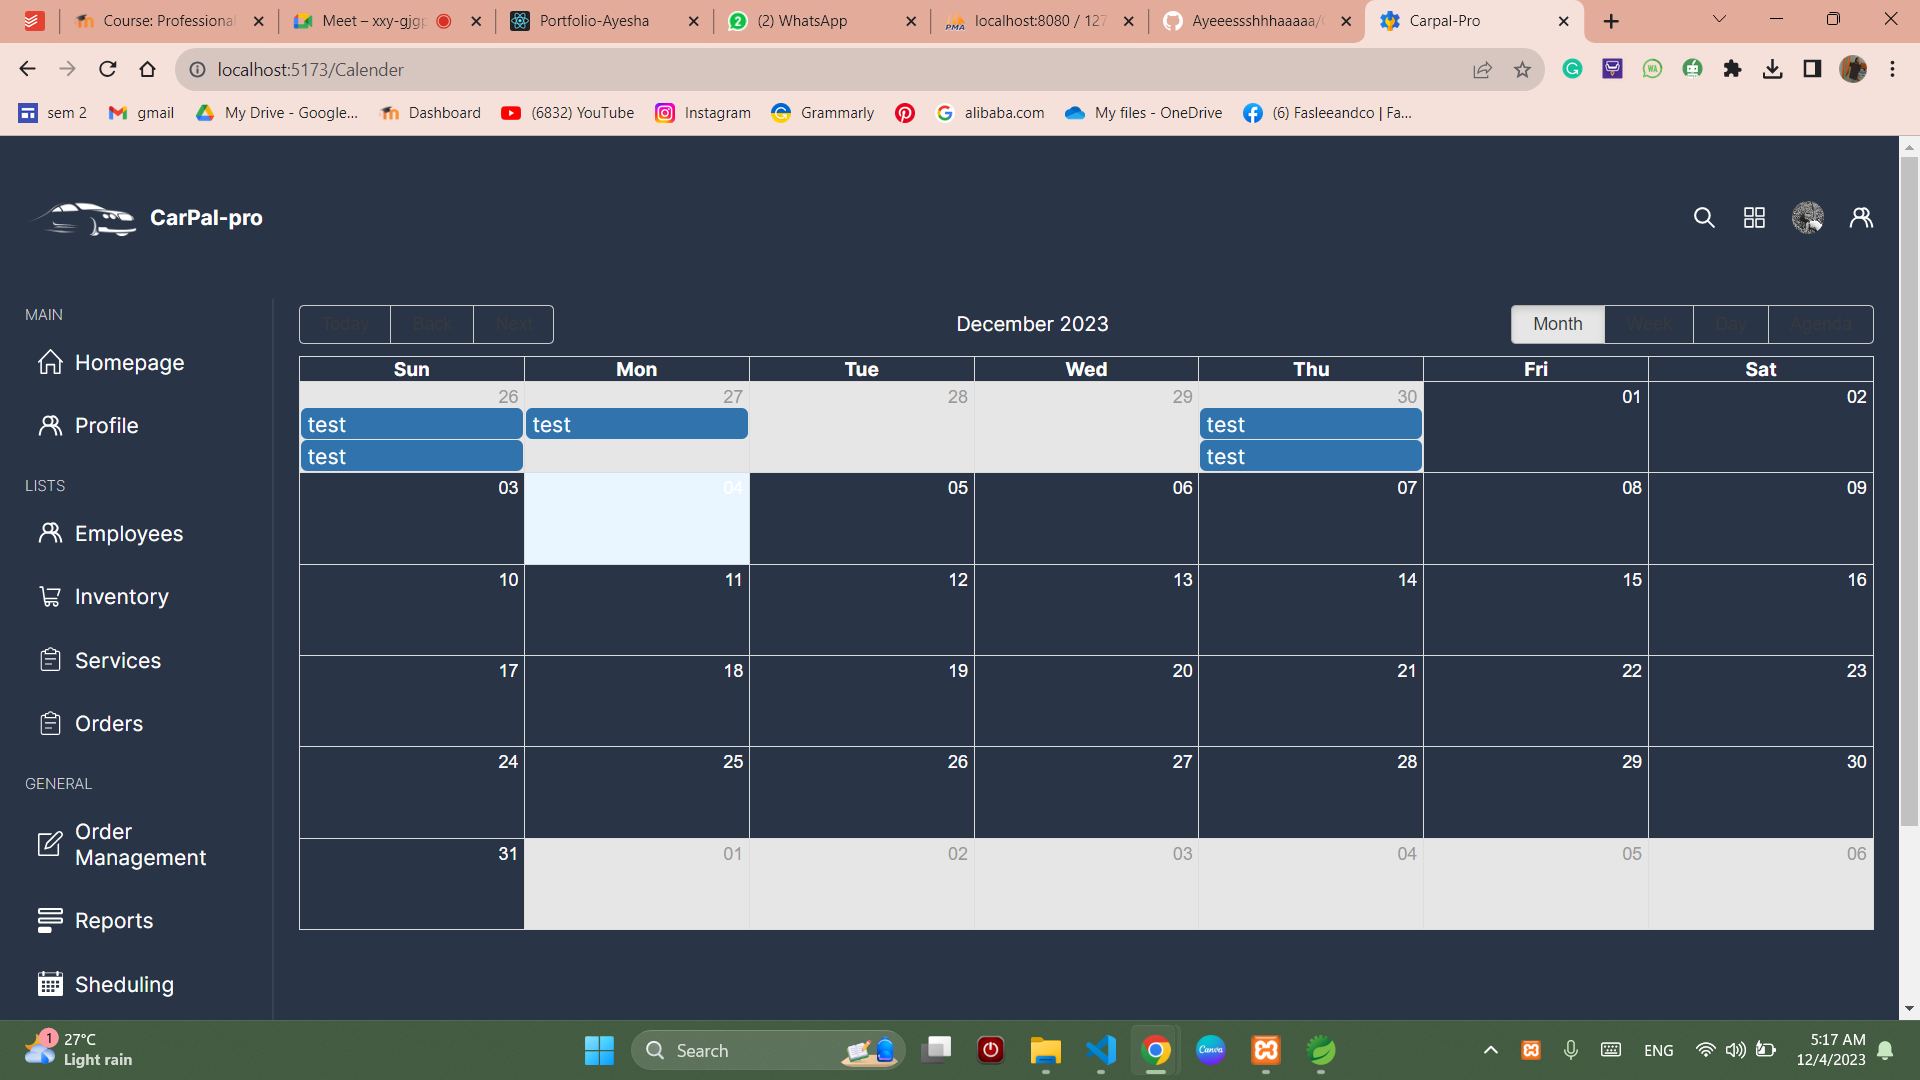 Course: Professional
Meet – xxy-gjgp
Portfolio-Ayesha
(2) WhatsApp
localhost:8080 / 127
Ayeeessshhhaaaaa/
Carpal-Pro
localhost:5173/Calender
sem 2
gmail
My Drive - Google...
Dashboard
(6832) YouTube
Instagram
Grammarly
alibaba.com
My files - OneDrive
(6) Fasleeandco | Fa...
CarPal-pro
MAIN
Homepage
Profile
LISTS
Employees
Inventory
Services
Orders
GENERAL
Order
Management
Reports
Sheduling
Today Back Next
December 2023
Month Week Day Agenda
Sun Mon Tue Wed Thu Fri Sat
26 27 28 29 30 01 02
test test test
test test
03 04 05 06 07 08 09
10 11 12 13 14 15 16
17 18 19 20 21 22 23
24 25 26 27 28 29 30
31 01 02 03 04 05 06
1
27°C
Light rain
Search
Canva
ENG
5:17 AM
12/4/2023